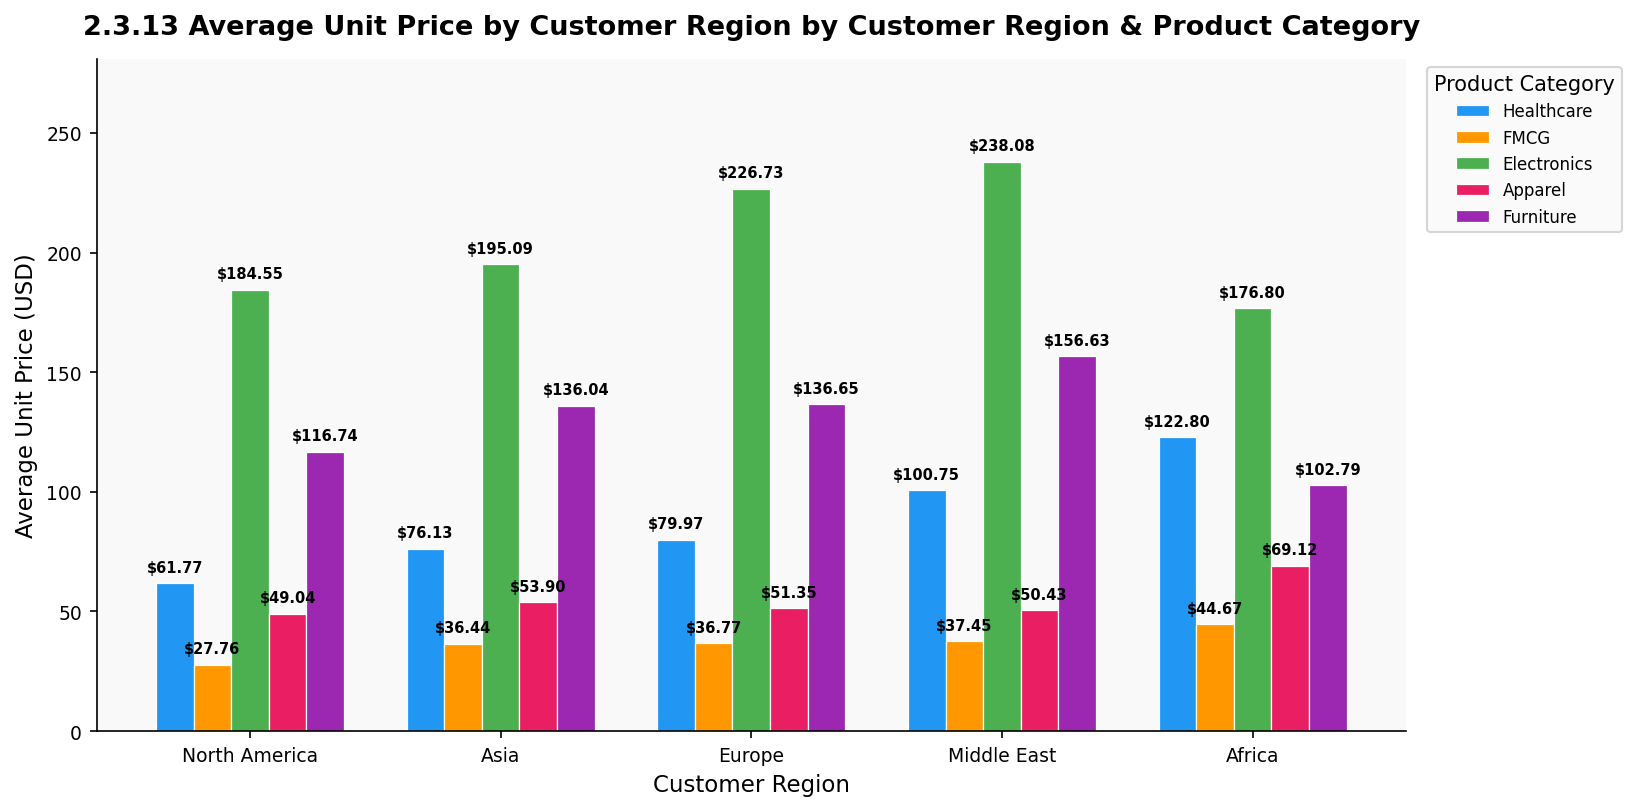 2.3.13 Average Unit Price by Customer Region by Customer Region & Product Category
Product Category
Healthcare
FMCG
Electronics
Apparel
Furniture
Average Unit Price (USD)
250
200
150
100
50
0
$61.77
$27.76
$184.55
$49.04
$116.74
$76.13
$36.44
$195.09
$53.90
$136.04
$79.97
$36.77
$226.73
$51.35
$136.65
$100.75
$37.45
$238.08
$50.43
$156.63
$122.80
$44.67
$176.80
$69.12
$102.79
North America
Asia
Europe
Middle East
Africa
Customer Region